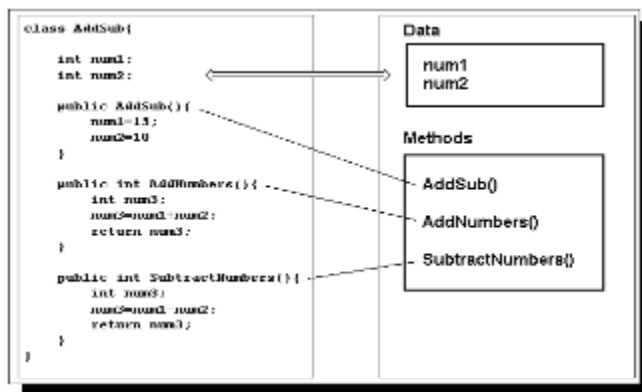 class AddSub{
int num1;
int num2;
public AddSub(){
num1=15;
num2=10
}
public int AddNumbers(){
int num3;
num3=num1+num2;
return num3;
}
public int SubtractNumbers(){
int num3;
num3=num1-num2;
return num3;
}
}
Data
num1
num2
Methods
AddSub()
AddNumbers()
SubtractNumbers()